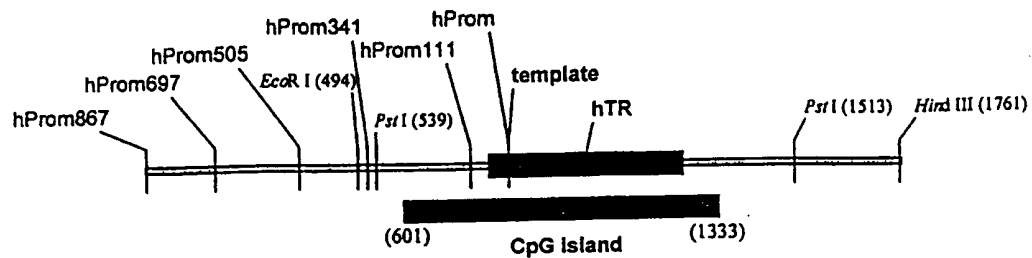 hProm
hProm341
hProm111
hProm505
EcoR I (494)
template
hProm697
Pst I (539)
hTR
Pst I (1513)
Hind III (1761)
hProm867
(601)
(1333)
CpG Island